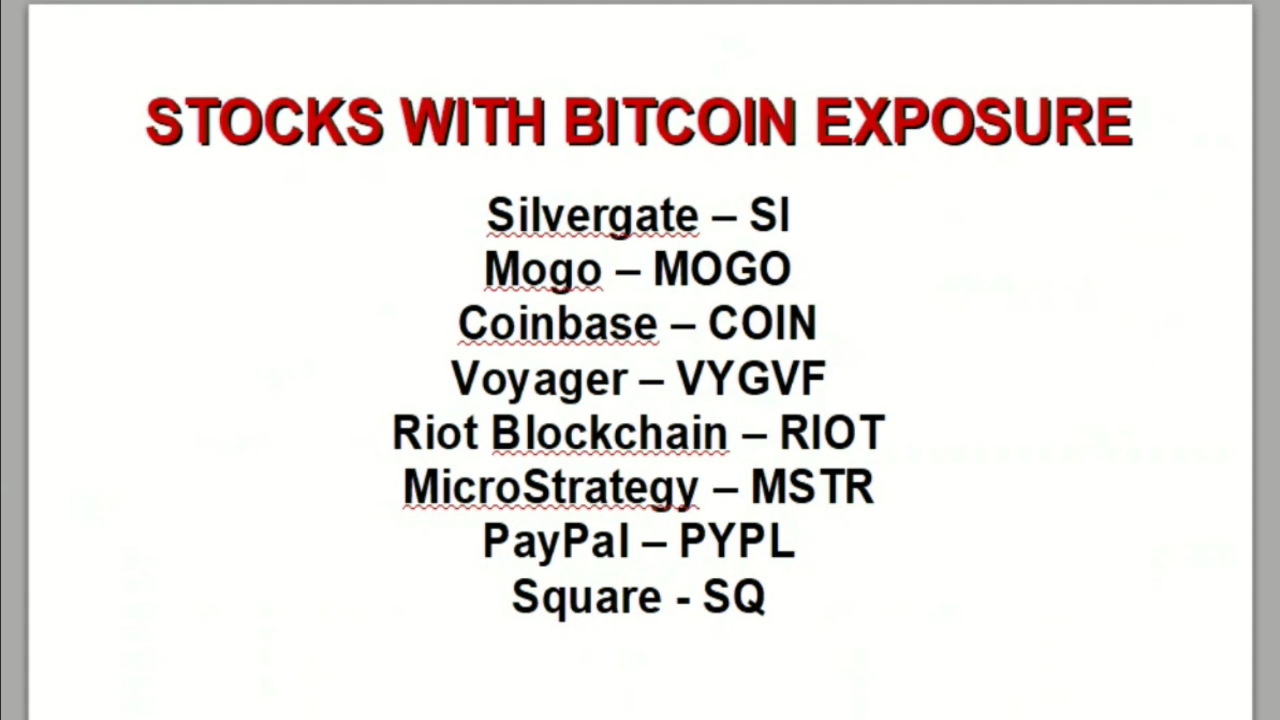 STOCKS WITH BITCOIN EXPOSURE
Silvergate – SI
Mogo – MOGO
Coinbase – COIN
Voyager – VYGVF
Riot Blockchain – RIOT
MicroStrategy – MSTR
PayPal – PYPL
Square - SQ